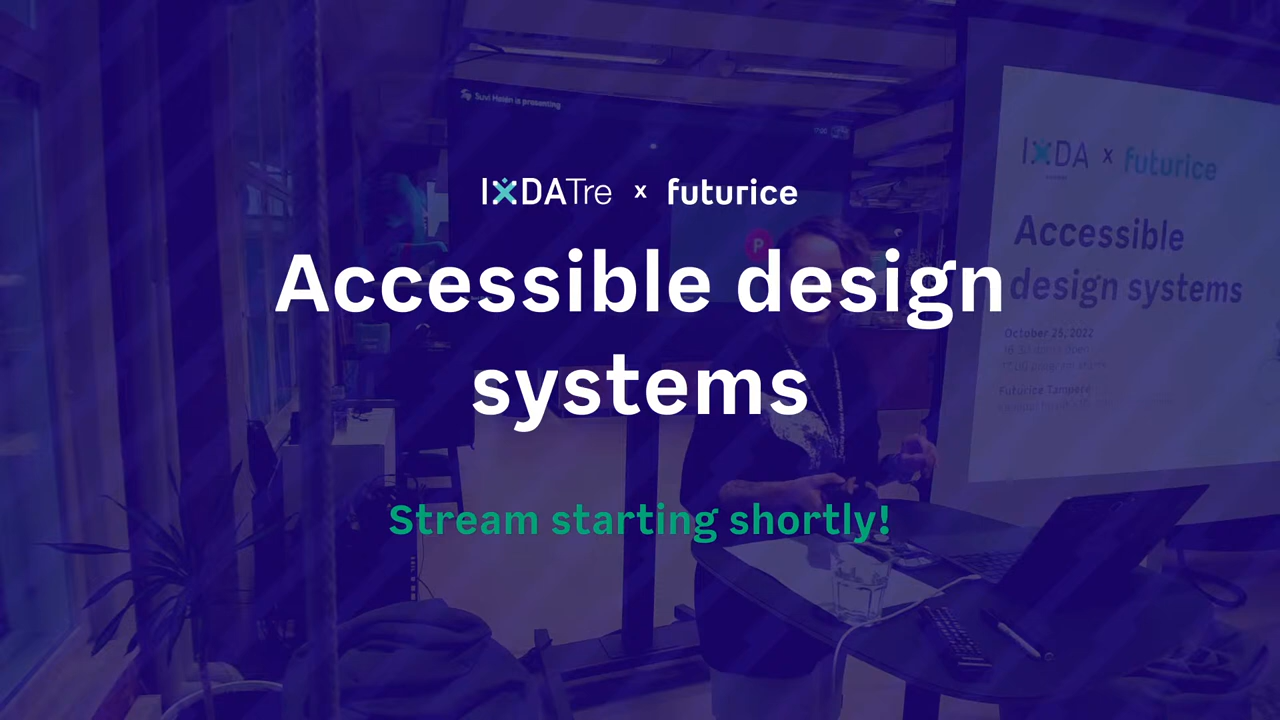 Suvi Helén is presenting
IXDATre x futurice
IXDA x futurice
P
Accessible design
systems
Accessible
design systems
October 25, 2022
Futurice Tampere
Stream starting shortly!